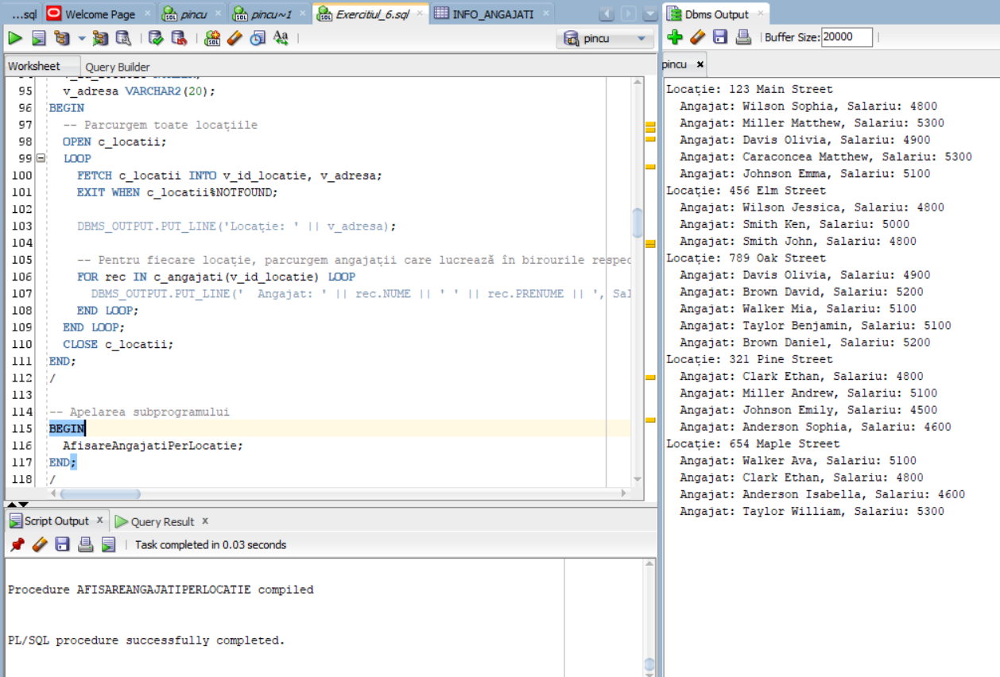 ...sql Welcome Page pincu pincu~1 Exercitiul_6.sql INFO_ANGAJATI
pincu
Worksheet Query Builder
95 v_adresa VARCHAR2(20);
96 BEGIN
97 -- Parcurgem toate locațiile
98 OPEN c_locatii;
99 LOOP
100 FETCH c_locatii INTO v_id_locatie, v_adresa;
101 EXIT WHEN c_locatii%NOTFOUND;
102
103 DBMS_OUTPUT.PUT_LINE('Locație: ' || v_adresa);
104
105 -- Pentru fiecare locație, parcurgem angajații care lucrează în birourile respec
106 FOR rec IN c_angajati(v_id_locatie) LOOP
107 DBMS_OUTPUT.PUT_LINE('  Angajat: ' || rec.NUME || ' ' || rec.PRENUME || ', Sal
108 END LOOP;
109 END LOOP;
110 CLOSE c_locatii;
111 END;
112 /
113
114 -- Apelarea subprogramului
115 BEGIN
116 AfisareAngajatiPerLocatie;
117 END;
118 /
Script Output Query Result
Task completed in 0.03 seconds
Procedure AFISAREANGAJATIPERLOCATIE compiled
PL/SQL procedure successfully completed.
Dbms Output
Buffer Size: 20000
pincu
Locație: 123 Main Street
Angajat: Wilson Sophia, Salariu: 4800
Angajat: Miller Matthew, Salariu: 5300
Angajat: Davis Olivia, Salariu: 4900
Angajat: Caraconcea Matthew, Salariu: 5300
Angajat: Johnson Emma, Salariu: 5100
Locație: 456 Elm Street
Angajat: Wilson Jessica, Salariu: 4800
Angajat: Smith Ken, Salariu: 5000
Angajat: Smith John, Salariu: 4800
Locație: 789 Oak Street
Angajat: Davis Olivia, Salariu: 4900
Angajat: Brown David, Salariu: 5200
Angajat: Walker Mia, Salariu: 5100
Angajat: Taylor Benjamin, Salariu: 5100
Angajat: Brown Daniel, Salariu: 5200
Locație: 321 Pine Street
Angajat: Clark Ethan, Salariu: 4800
Angajat: Miller Andrew, Salariu: 5100
Angajat: Johnson Emily, Salariu: 4500
Angajat: Anderson Sophia, Salariu: 4600
Locație: 654 Maple Street
Angajat: Walker Ava, Salariu: 5100
Angajat: Clark Ethan, Salariu: 4800
Angajat: Anderson Isabella, Salariu: 4600
Angajat: Taylor William, Salariu: 5300